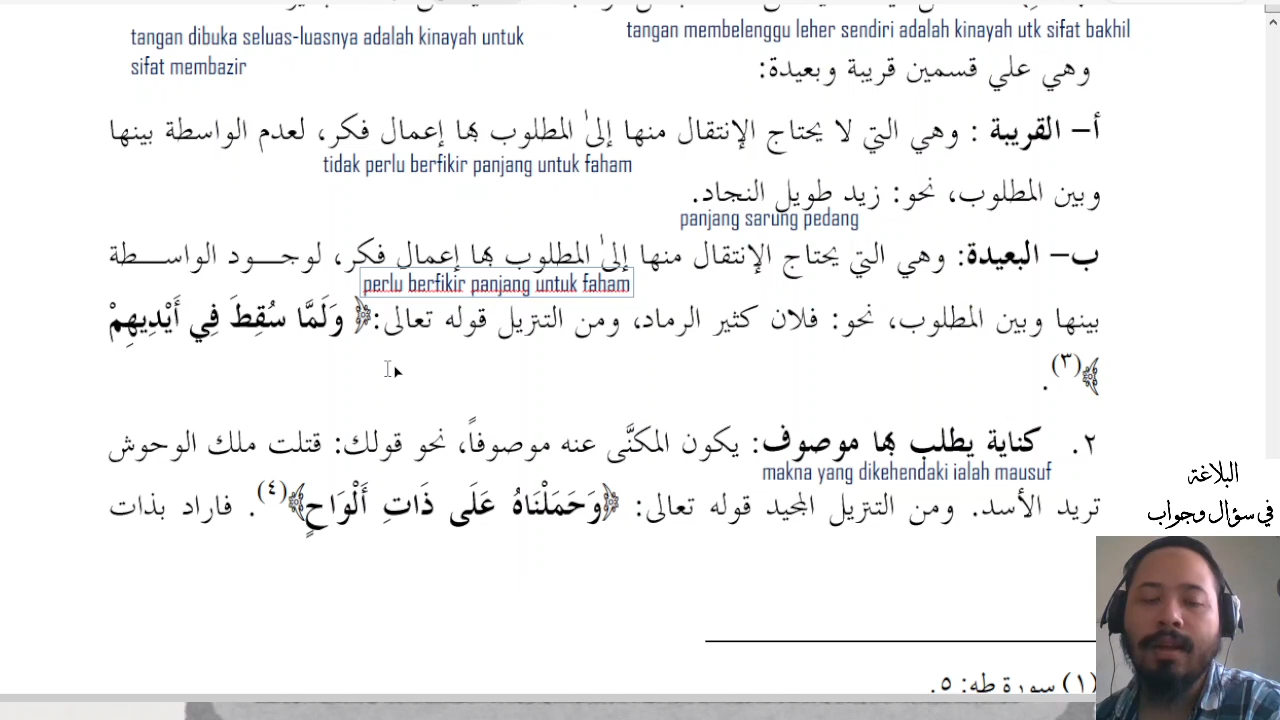 tangan membelenggu leher sendiri adalah kinayah utk sifat bakhil
tangan dibuka seluas-luasnya adalah kinayah untuk
sifat membazir
وهي علي قسمين قريبة وبعيدة:
أ– القريبة : وهي التي لا يحتاج الإنتقال منها إلىٰ المطلوب بها إعمال فكر، لعدم الواسطة بينها
tidak perlu berfikir panjang untuk faham
وبين المطلوب، نحو: زيد طويل النجاد.
panjang sarung pedang
ب– البعيدة: وهي التي يحتاج الإنتقال منها إلىٰ المطلوب بها إعمال فكر، لوجـــود الواســـطة
perlu berfikir panjang untuk faham
بينها وبين المطلوب، نحو: فلان كثير الرماد، ومن التنزيل قوله تعالى: ﴿ وَلَمَّا سُقِطَ فِي أَيْدِيهِمْ
﴾(٣).
٢. كناية يطلب بها موصوف: يكون المكنَّى عنه موصوفاً، نحو قولك: قتلت ملك الوحوش
makna yang dikehendaki ialah mausuf
تريد الأسد. ومن التنزيل المجيد قوله تعالى: ﴿وَحَمَلْنَاهُ عَلَى ذَاتِ أَلْوَاحٍ﴾(٤). فاراد بذات
البلاغة
في سؤال وجواب
(١) سورة طه: ٥.